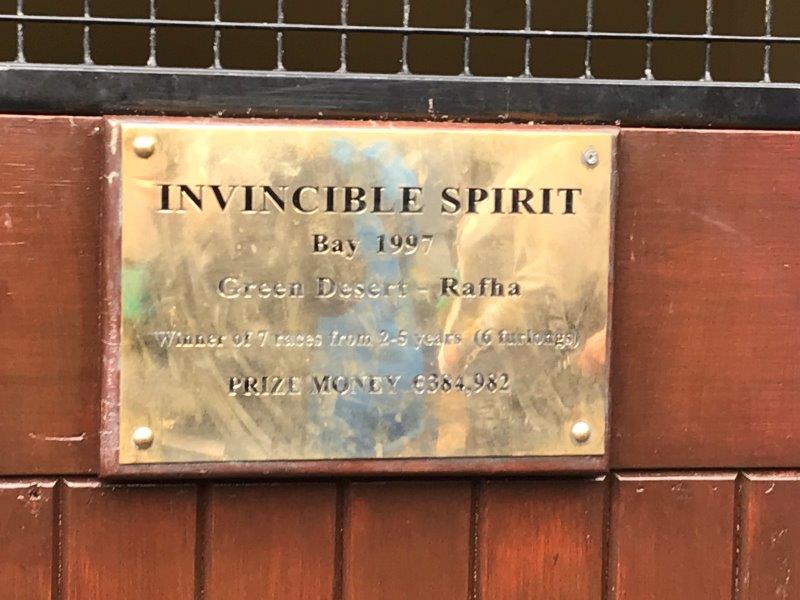 INVINCIBLE SPIRIT
Bay 1997
Green Desert - Rafha
Winner of 7 races from 2-5 years (6 furlongs)
PRIZE MONEY €384,982